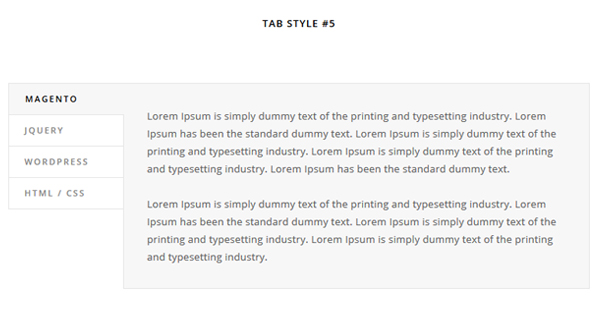 TAB STYLE #5
MAGENTO
JQUERY
WORDPRESS
HTML / CSS
Lorem Ipsum is simply dummy text of the printing and typesetting industry. Lorem
Ipsum has been the standard dummy text. Lorem Ipsum is simply dummy text of the
printing and typesetting industry. Lorem Ipsum is simply dummy text of the printing
and typesetting industry. Lorem Ipsum has been the standard dummy text.
Lorem Ipsum is simply dummy text of the printing and typesetting industry. Lorem
Ipsum has been the standard dummy text. Lorem Ipsum is simply dummy text of the
printing and typesetting industry. Lorem Ipsum is simply dummy text of the printing
and typesetting industry.